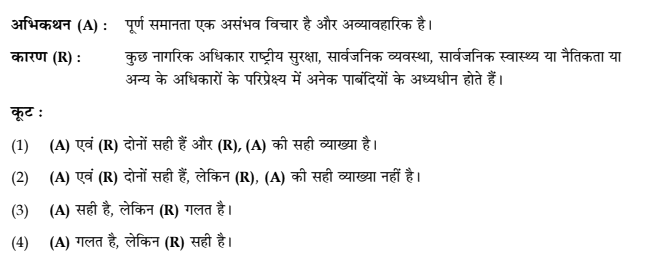 अभिकथन (A) : पूर्ण समानता एक असंभव विचार है और अव्यावहारिक है।
कारण (R) : कुछ नागरिक अधिकार राष्ट्रीय सुरक्षा, सार्वजनिक व्यवस्था, सार्वजनिक स्वास्थ्य या नैतिकता या
अन्य के अधिकारों के परिप्रेक्ष्य में अनेक पाबंदियों के अध्यधीन होते हैं।
कूट :
(1) (A) एवं (R) दोनों सही हैं और (R), (A) की सही व्याख्या है।
(2) (A) एवं (R) दोनों सही हैं, लेकिन (R), (A) की सही व्याख्या नहीं है।
(3) (A) सही है, लेकिन (R) गलत है।
(4) (A) गलत है, लेकिन (R) सही है।